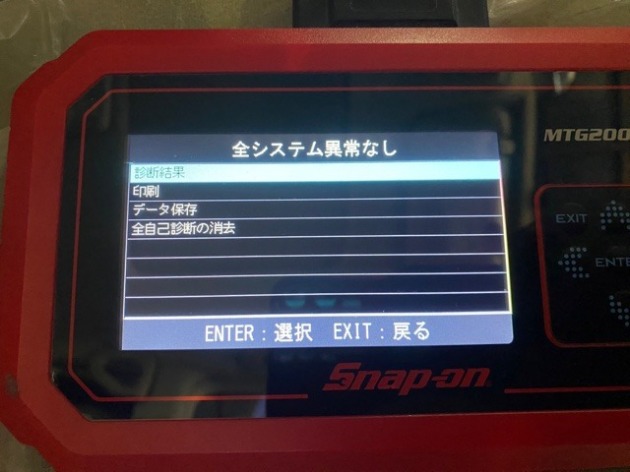 全システム異常なし
診断結果
印刷
データ保存
全自己診断の消去
ENTER：選択 EXIT：戻る
Snap-on
MTG200
EXIT
ENTE